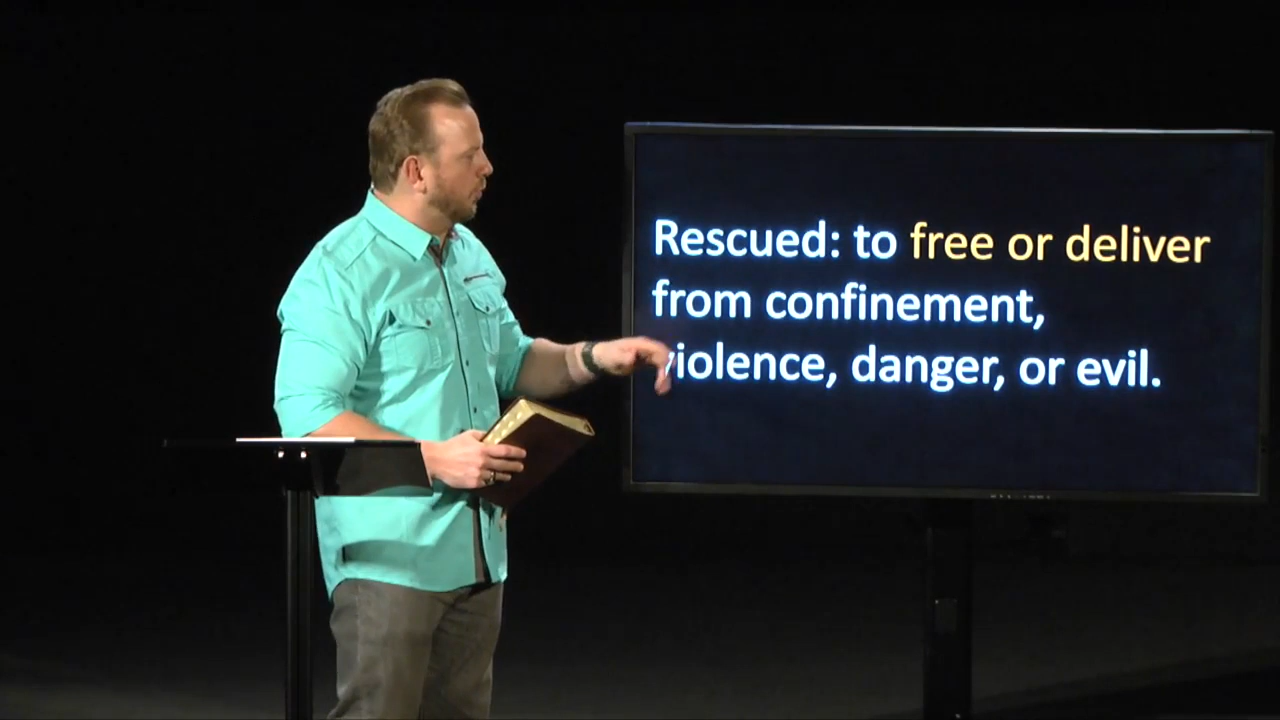 Rescued: to free or deliver
from confinement,
violence, danger, or evil.